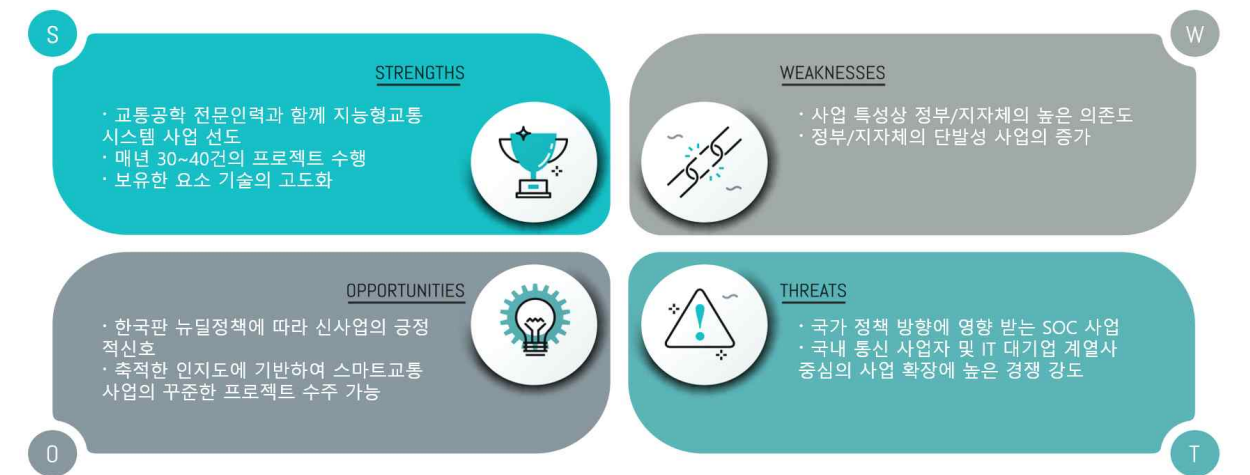 S
STRENGTHS
· 교통공학 전문인력과 함께 지능형교통
시스템 사업 선도
· 매년 30~40건의 프로젝트 수행
· 보유한 요소 기술의 고도화
W
WEAKNESSES
· 사업 특성상 정부/지자체의 높은 의존도
· 정부/지자체의 단발성 사업의 증가
OPPORTUNITIES
· 한국판 뉴딜정책에 따라 신사업의 긍정
적신호
· 축적한 인지도에 기반하여 스마트교통
사업의 꾸준한 프로젝트 수주 가능
O
THREATS
· 국가 정책 방향에 영향 받는 SOC 사업
· 국내 통신 사업자 및 IT 대기업 계열사
중심의 사업 확장에 높은 경쟁 강도
T